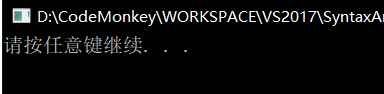 D:\CodeMonkey\WORKSPACE\VS2017\SyntaxAr
请按任意键继续. . .